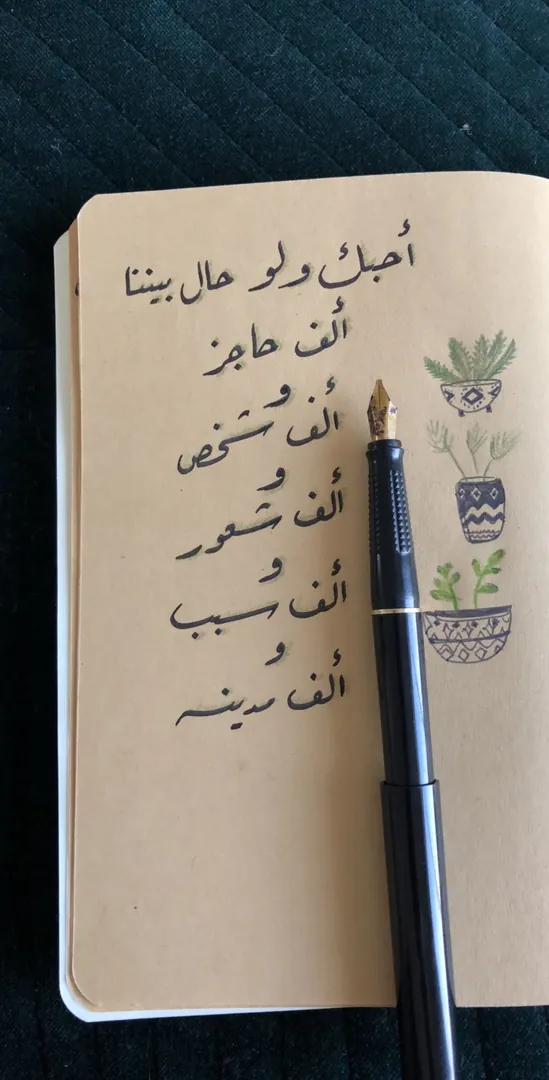 أحبك ولو حال بيننا
ألف حاجز
و
ألف شخص
و
ألف شعور
و
ألف سبب
و
ألف مدينه